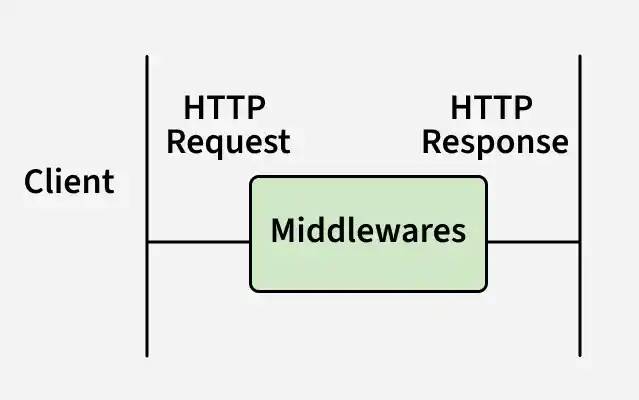 HTTP
Request
HTTP
Response
Client
Middlewares